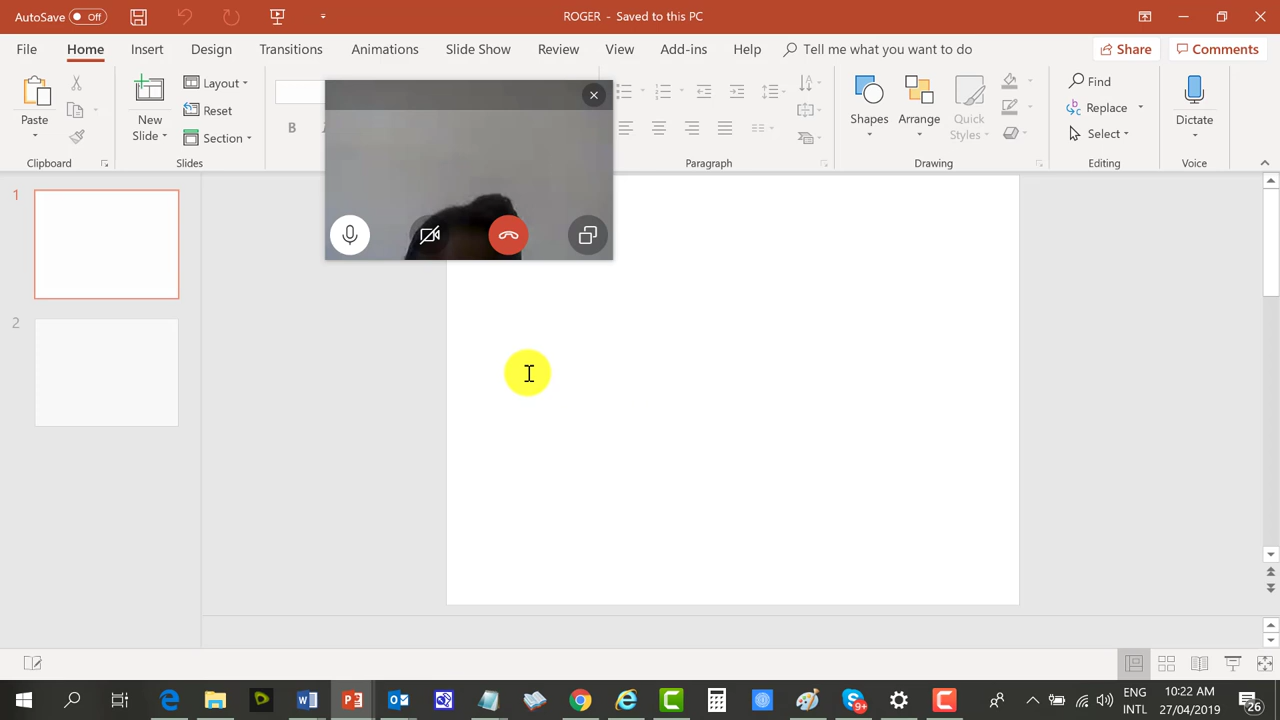 AutoSave Off ROGER - Saved to this PC
File Home Insert Design Transitions Animations Slide Show Review View Add-ins Help Tell me what you want to do Share Comments
Paste
New
Slide
Layout
Reset
Section
B
Shapes
Arrange
Quick
Styles
Find
Replace
Select
Dictate
Clipboard Slides Paragraph Drawing Editing Voice
1
2
ENG
INTL
10:22 AM
27/04/2019
9+
26